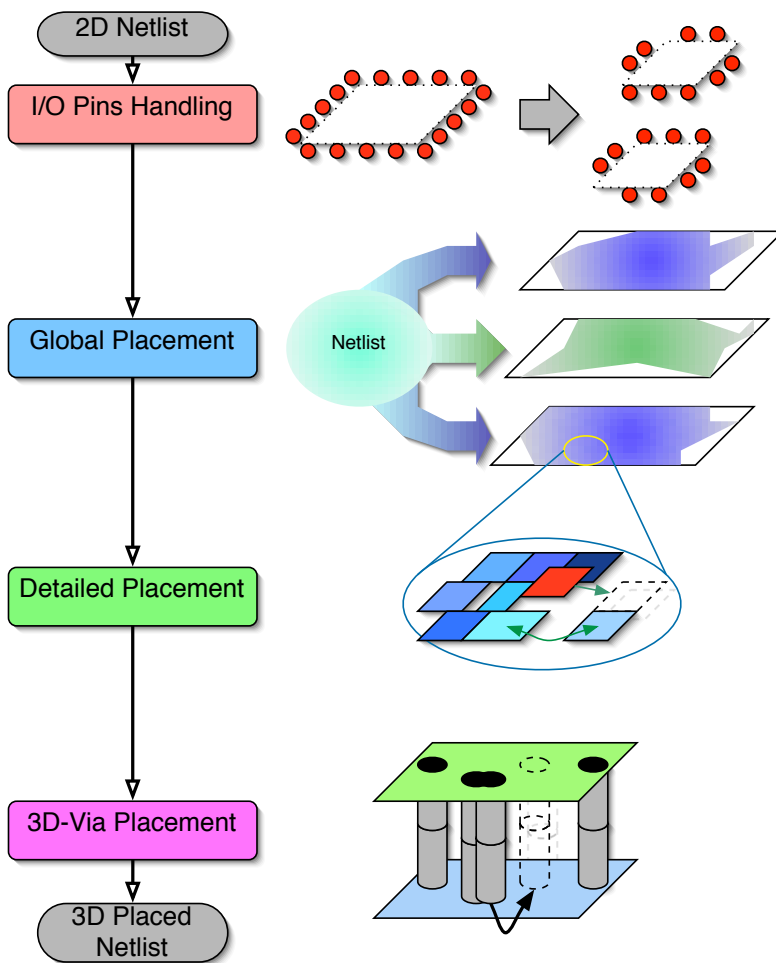 2D Netlist
I/O Pins Handling
Global Placement
Netlist
Detailed Placement
3D-Via Placement
3D Placed
Netlist